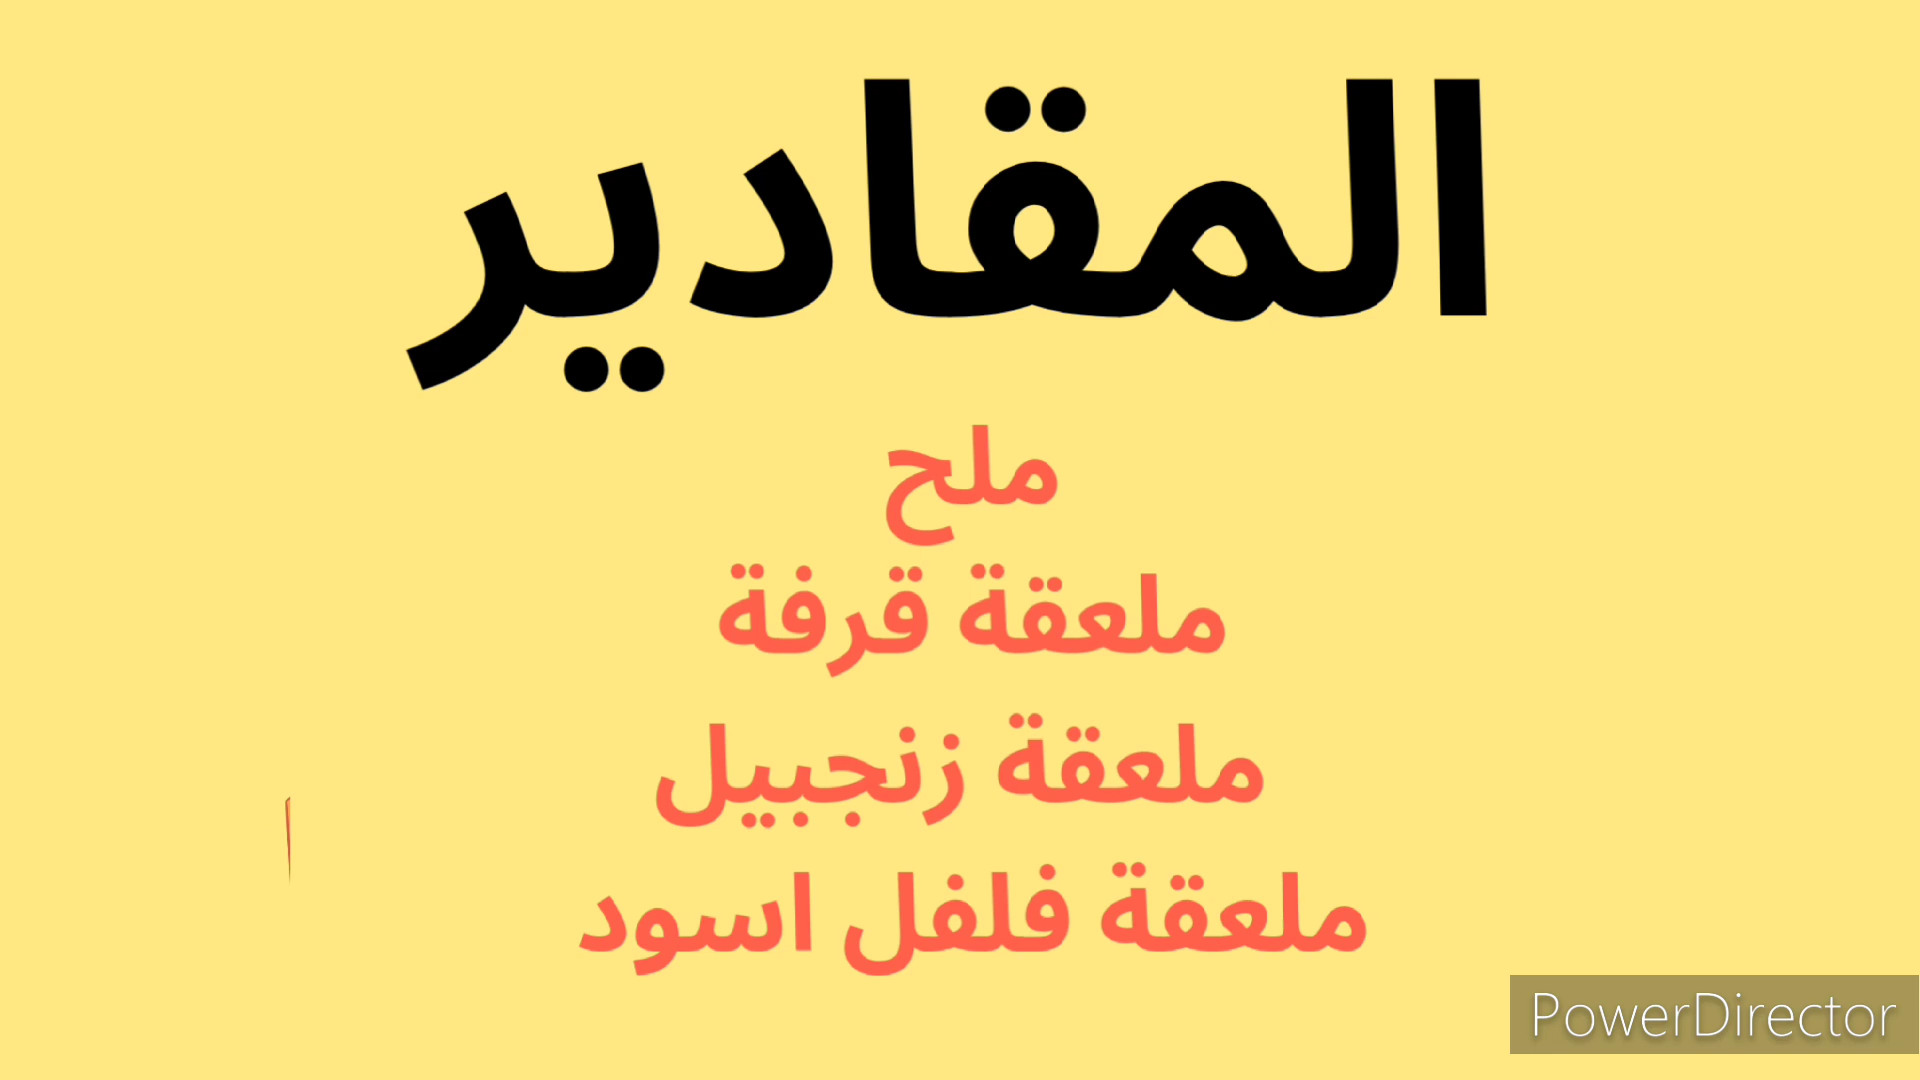 المقادير
ملح
ملعقة قرفة
ملعقة زنجبيل
ملعقة فلفل اسود
PowerDirector